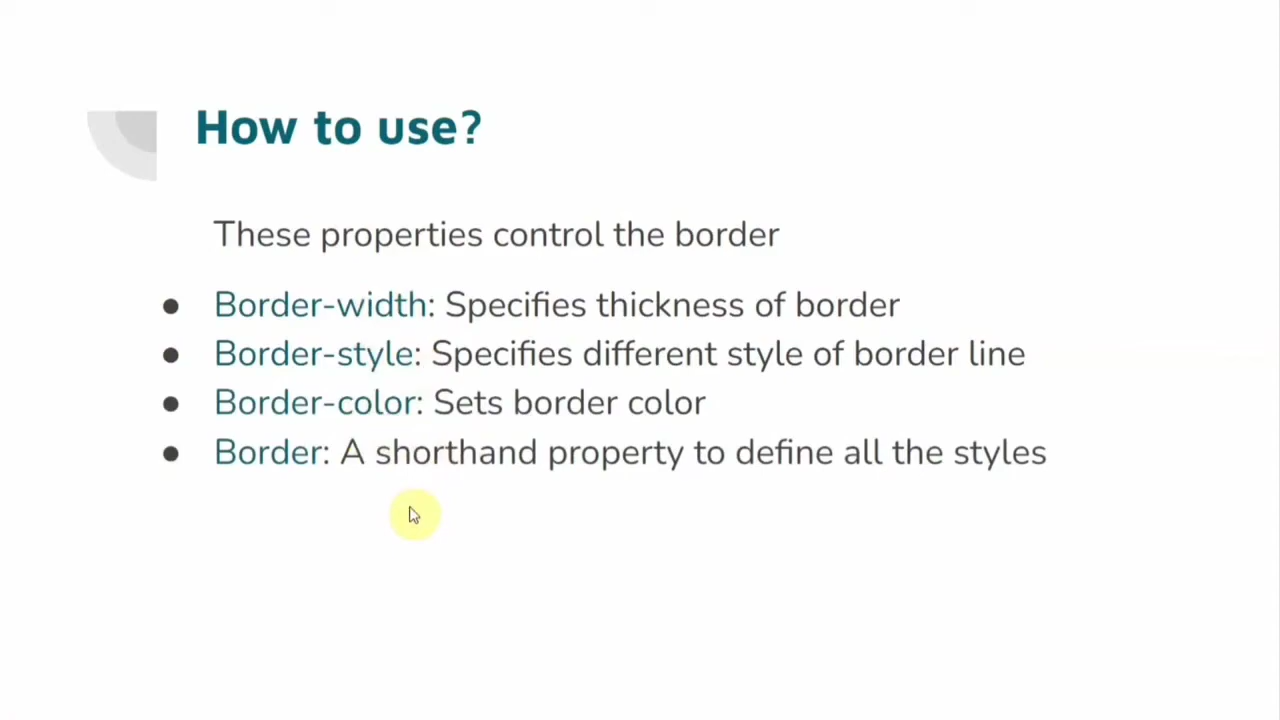 How to use?
These properties control the border
● Border-width: Specifies thickness of border
● Border-style: Specifies different style of border line
● Border-color: Sets border color
● Border: A shorthand property to define all the styles